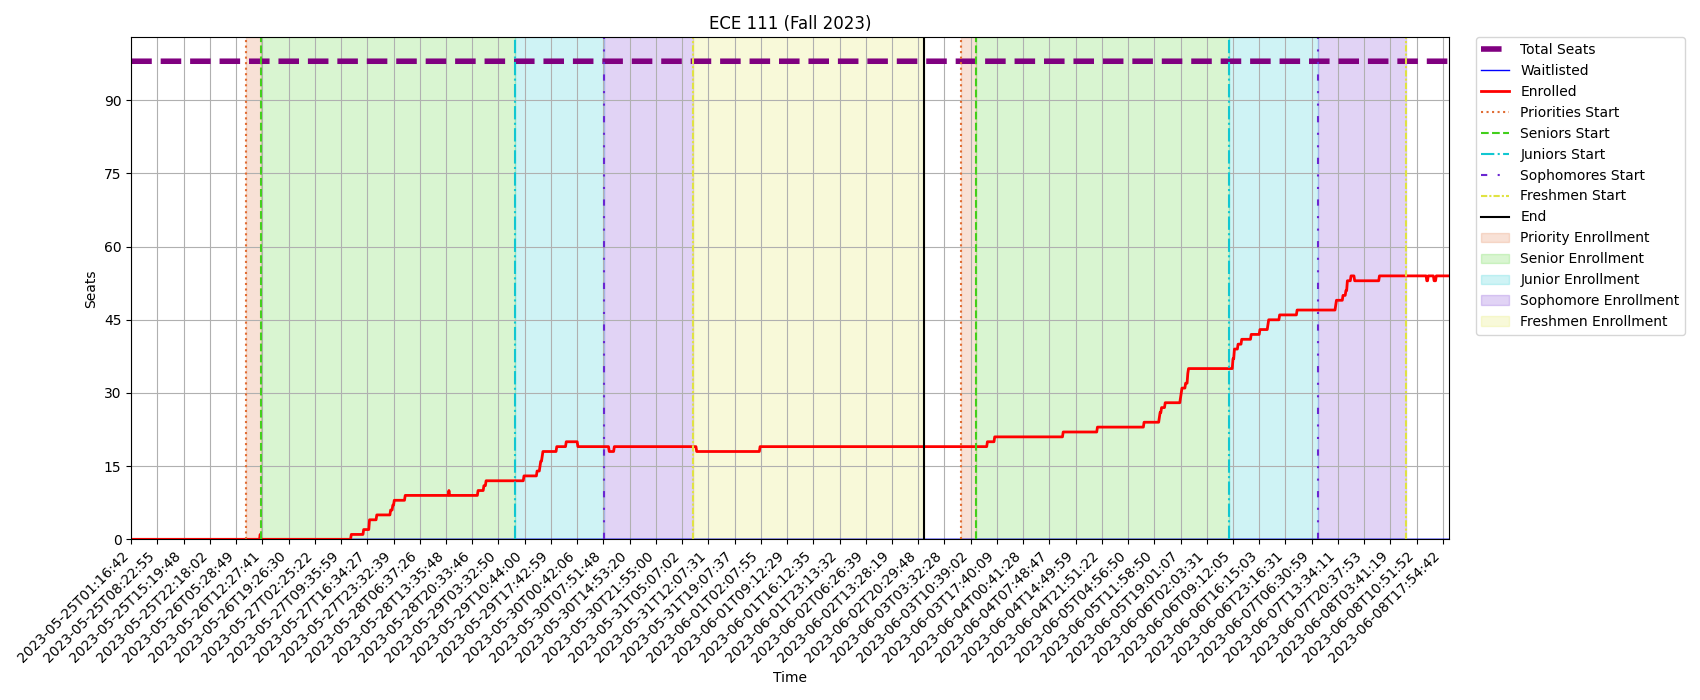 ECE 111 (Fall 2023)
Seats
90
75
60
45
30
15
0
2023-05-25T01:16:42
2023-05-25T08:22:55
2023-05-25T15:19:48
2023-05-25T22:18:02
2023-05-26T05:28:49
2023-05-26T12:27:41
2023-05-26T19:26:30
2023-05-27T02:25:22
2023-05-27T09:35:59
2023-05-27T16:34:27
2023-05-27T23:32:39
2023-05-28T06:37:26
2023-05-28T13:35:48
2023-05-28T20:33:46
2023-05-29T03:32:50
2023-05-29T10:44:00
2023-05-29T17:42:59
2023-05-30T00:42:06
2023-05-30T07:51:48
2023-05-30T14:53:20
2023-05-30T21:55:00
2023-05-31T05:07:02
2023-05-31T12:07:31
2023-05-31T19:07:37
2023-06-01T02:07:55
2023-06-01T09:12:29
2023-06-01T16:12:35
2023-06-01T23:13:32
2023-06-02T06:26:39
2023-06-02T13:28:19
2023-06-02T20:29:48
2023-06-03T03:32:28
2023-06-03T10:39:02
2023-06-03T17:40:09
2023-06-04T00:41:28
2023-06-04T07:48:47
2023-06-04T14:49:59
2023-06-04T21:51:22
2023-06-05T04:56:50
2023-06-05T11:58:50
2023-06-05T19:01:07
2023-06-06T02:03:31
2023-06-06T09:12:05
2023-06-06T16:15:03
2023-06-06T23:16:31
2023-06-07T06:30:59
2023-06-07T13:34:11
2023-06-07T20:37:53
2023-06-08T03:41:19
2023-06-08T10:51:52
2023-06-08T17:54:42
Time
Total Seats
Waitlisted
Enrolled
Priorities Start
Seniors Start
Juniors Start
Sophomores Start
Freshmen Start
End
Priority Enrollment
Senior Enrollment
Junior Enrollment
Sophomore Enrollment
Freshmen Enrollment